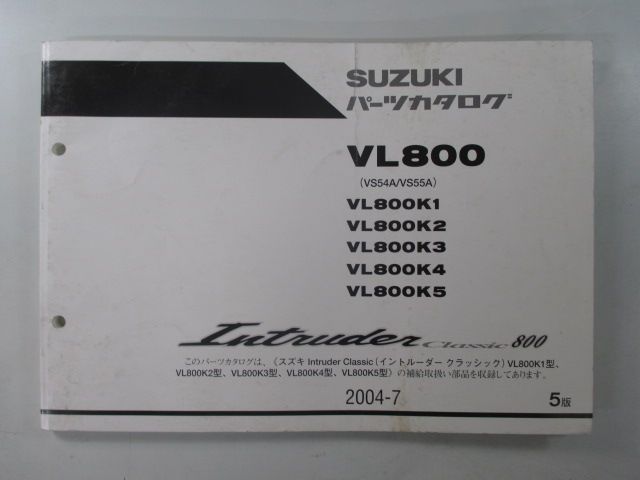 SUZUKI
パーツカタログ
VL800
(VS54A/VS55A)
VL800K1
VL800K2
VL800K3
VL800K4
VL800K5
Intruder Classic 800
このパーツカタログは、〈スズキ Intruder Classic(イントルーダー クラッシック)VL800K1型、
VL800K2型、VL800K3型、VL800K4型、VL800K5型〉の補給取扱い部品を収録してあります。
2004-7
5版